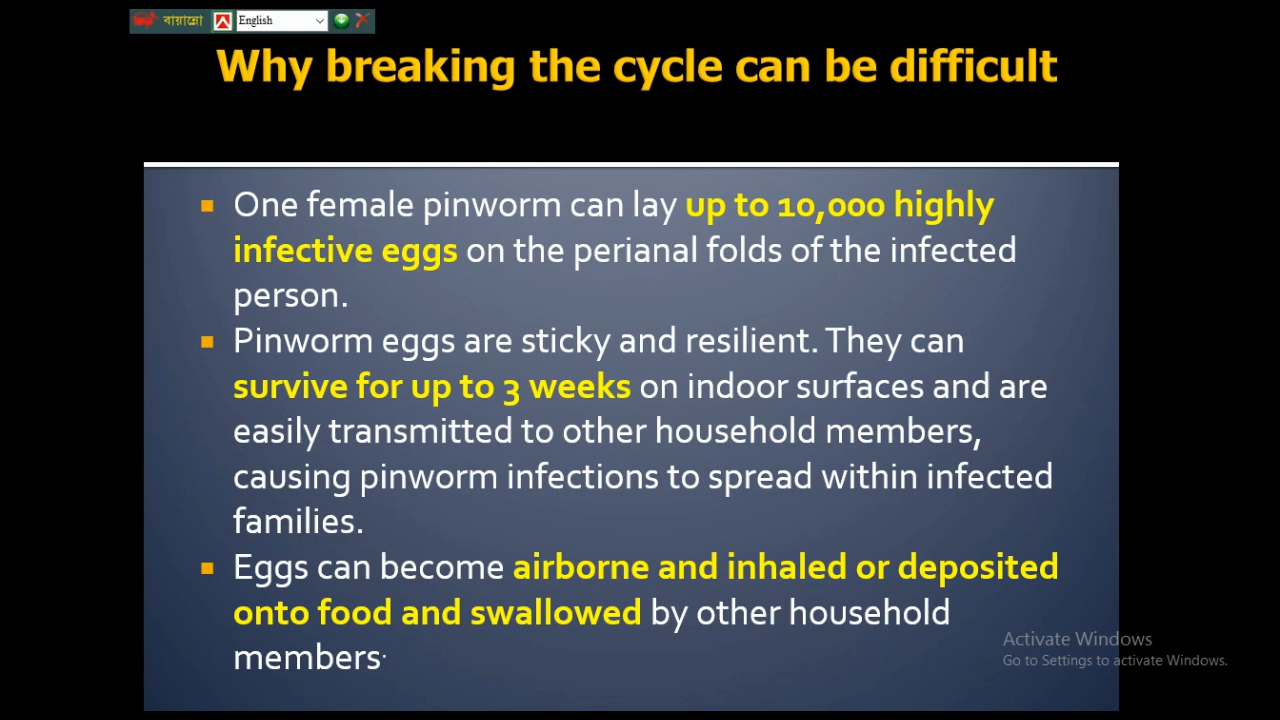 বায়ান্নো English
Why breaking the cycle can be difficult
One female pinworm can lay up to 10,000 highly
infective eggs on the perianal folds of the infected
person.
Pinworm eggs are sticky and resilient. They can
survive for up to 3 weeks on indoor surfaces and are
easily transmitted to other household members,
causing pinworm infections to spread within infected
families.
Eggs can become airborne and inhaled or deposited
onto food and swallowed by other household
members.
Activate Windows
Go to Settings to activate Windows.